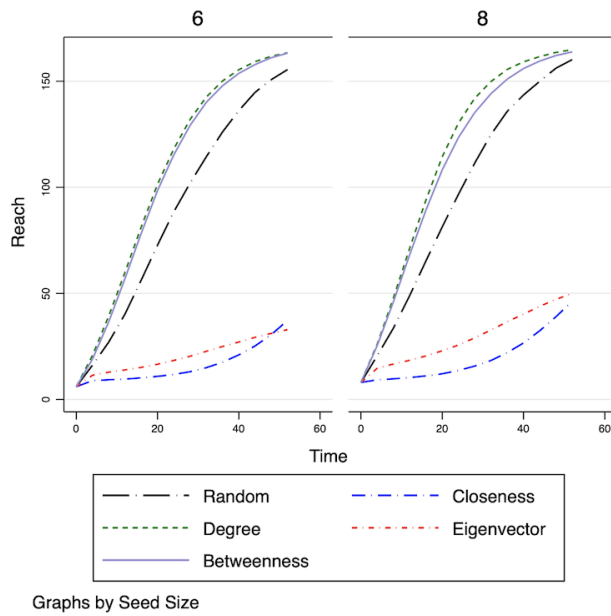 6 8
150
100
50
0
Reach
0 20 40 60 0 20 40 60
Time
Random Closeness
Degree Eigenvector
Betweenness
Graphs by Seed Size